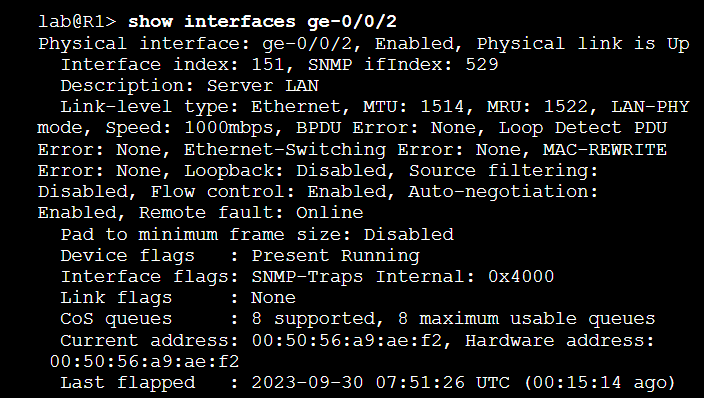 lab@R1> show interfaces ge-0/0/2
Physical interface: ge-0/0/2, Enabled, Physical link is Up
  Interface index: 151, SNMP ifIndex: 529
  Description: Server LAN
  Link-level type: Ethernet, MTU: 1514, MRU: 1522, LAN-PHY
mode, Speed: 1000mbps, BPDU Error: None, Loop Detect PDU
Error: None, Ethernet-Switching Error: None, MAC-REWRITE
Error: None, Loopback: Disabled, Source filtering:
Disabled, Flow control: Enabled, Auto-negotiation:
Enabled, Remote fault: Online
  Pad to minimum frame size: Disabled
  Device flags   : Present Running
  Interface flags: SNMP-Traps Internal: 0x4000
  Link flags     : None
  CoS queues     : 8 supported, 8 maximum usable queues
  Current address: 00:50:56:a9:ae:f2, Hardware address:
 00:50:56:a9:ae:f2
  Last flapped   : 2023-09-30 07:51:26 UTC (00:15:14 ago)